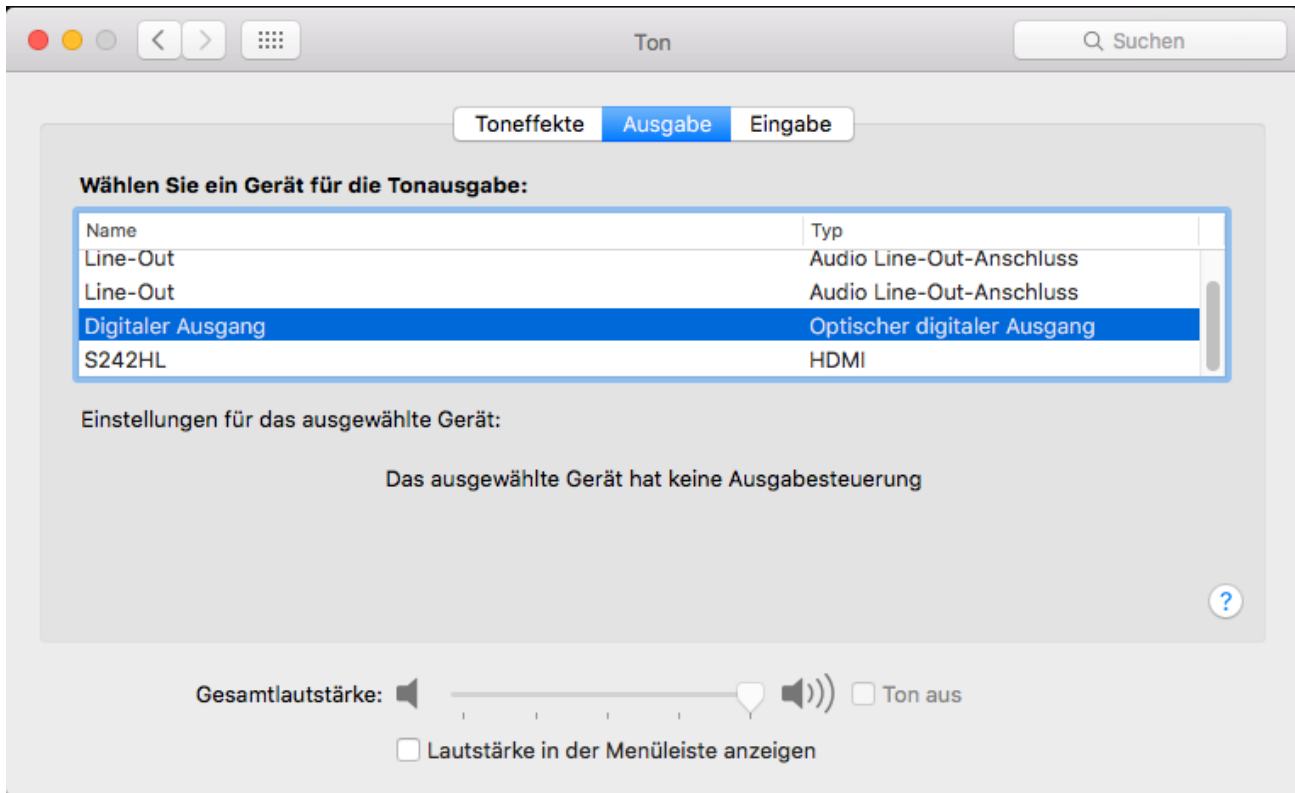 Ton
Suchen
Toneffekte Ausgabe Eingabe
Wählen Sie ein Gerät für die Tonausgabe:
Name Typ
Line-Out Audio Line-Out-Anschluss
Line-Out Audio Line-Out-Anschluss
Digitaler Ausgang Optischer digitaler Ausgang
S242HL HDMI
Einstellungen für das ausgewählte Gerät:
Das ausgewählte Gerät hat keine Ausgabesteuerung
?
Gesamtlautstärke: Ton aus
Lautstärke in der Menüleiste anzeigen